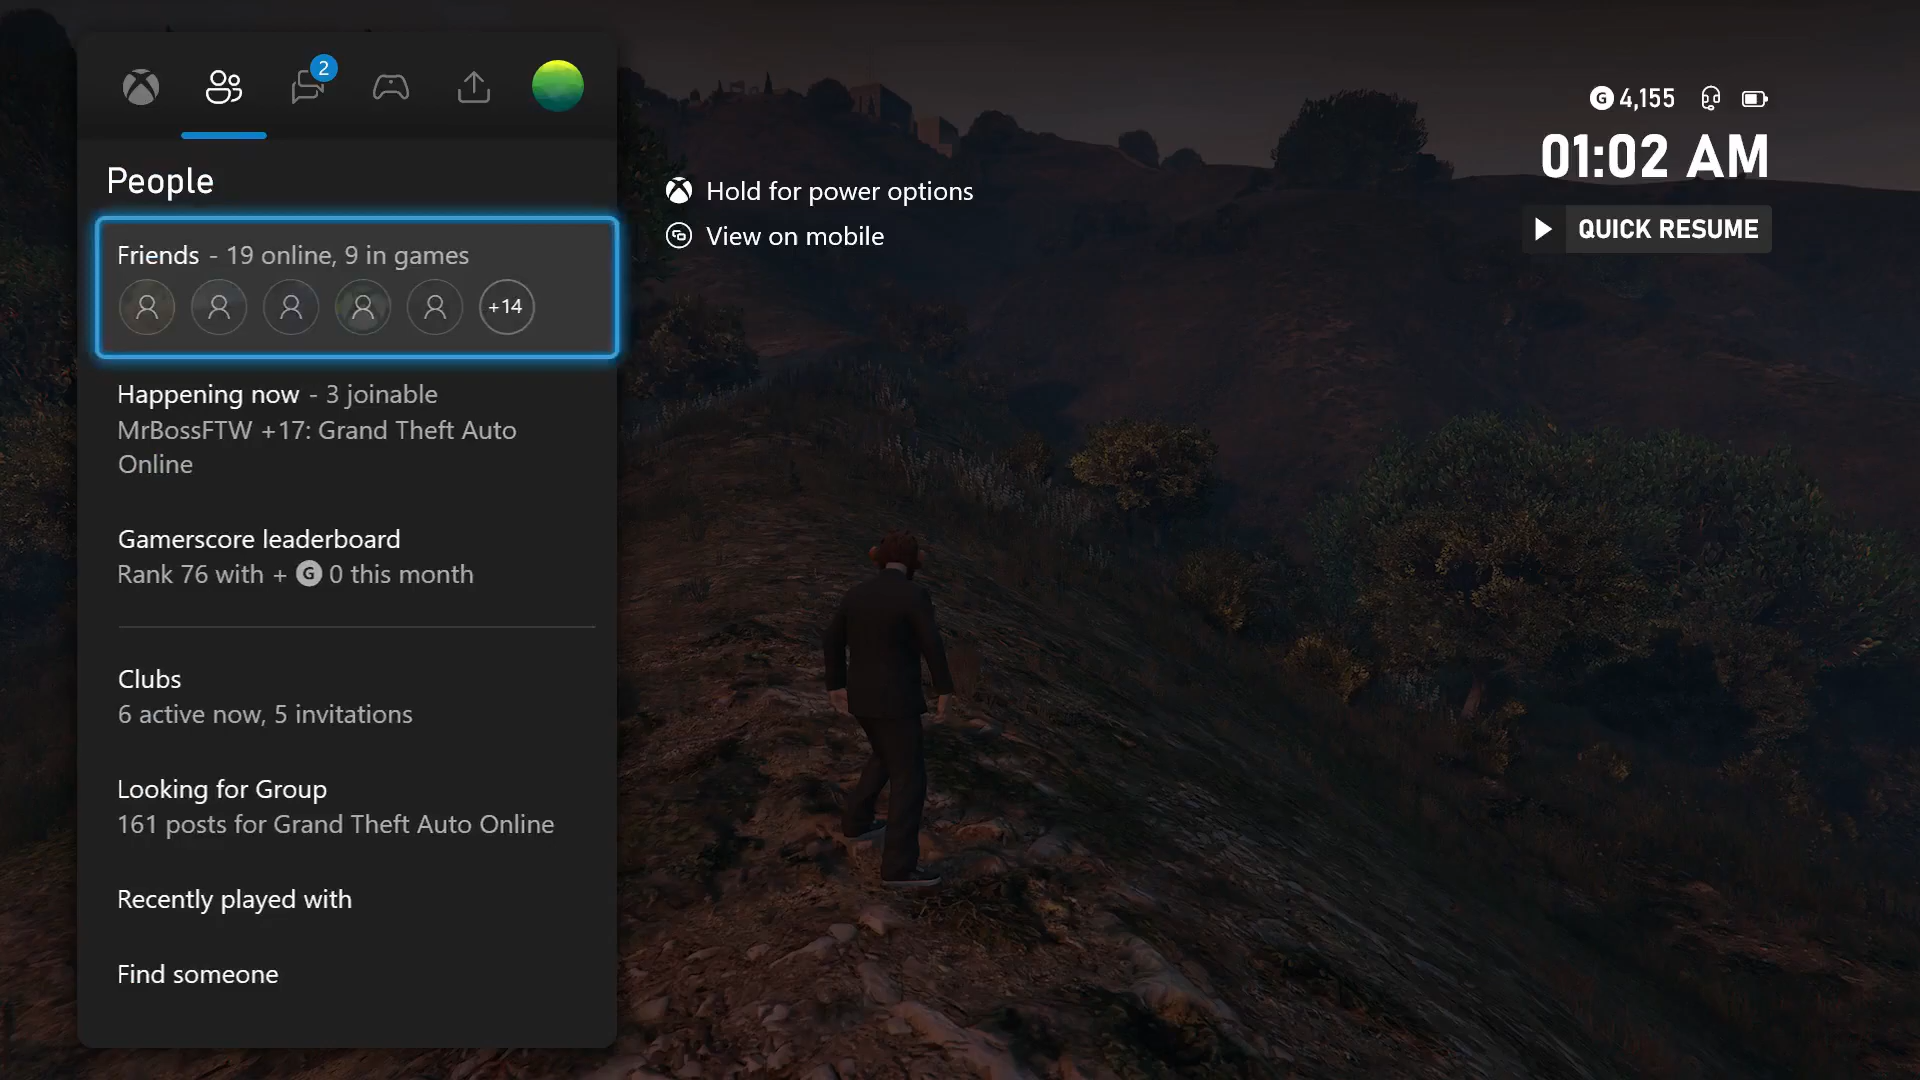 2
People
Friends - 19 online, 9 in games
+14
Happening now - 3 joinable
MrBossFTW +17: Grand Theft Auto
Online
Gamerscore leaderboard
Rank 76 with + G 0 this month
Clubs
6 active now, 5 invitations
Looking for Group
161 posts for Grand Theft Auto Online
Recently played with
Find someone
Hold for power options
View on mobile
G 4,155
01:02 AM
QUICK RESUME